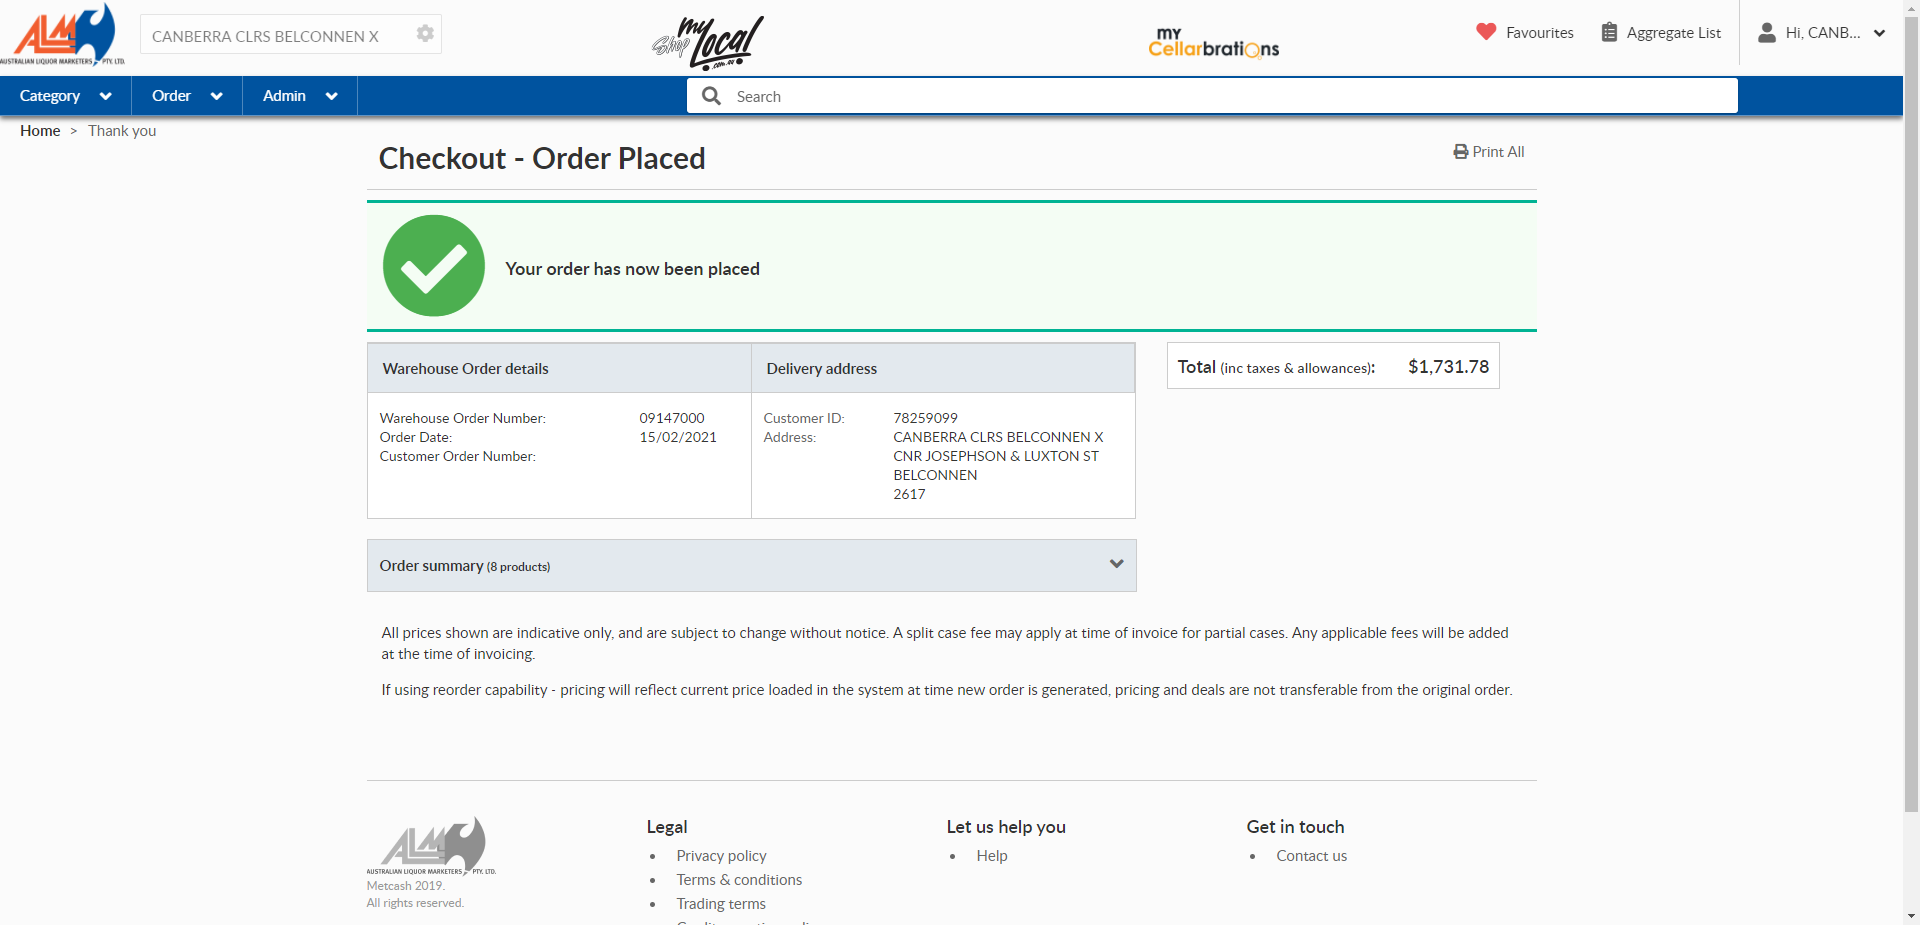 ALM
AUSTRALIAN LIQUOR MARKETERS PTY. LTD.
CANBERRA CLRS BELCONNEN X
Shop my Local .com.au
my Cellarbrations
Favourites
Aggregate List
Hi, CANB...
Category
Order
Admin
Search
Home > Thank you
Checkout - Order Placed
Print All
Your order has now been placed
Warehouse Order details
Delivery address
Total (inc taxes & allowances): $1,731.78
Warehouse Order Number: 09147000
Order Date: 15/02/2021
Customer Order Number:
Customer ID: 78259099
Address: CANBERRA CLRS BELCONNEN X
CNR JOSEPHSON & LUXTON ST
BELCONNEN
2617
Order summary (8 products)
All prices shown are indicative only, and are subject to change without notice. A split case fee may apply at time of invoice for partial cases. Any applicable fees will be added
at the time of invoicing.
If using reorder capability - pricing will reflect current price loaded in the system at time new order is generated, pricing and deals are not transferable from the original order.
ALM
AUSTRALIAN LIQUOR MARKETERS PTY. LTD.
Metcash 2019.
All rights reserved.
Legal
Privacy policy
Terms & conditions
Trading terms
Let us help you
Help
Get in touch
Contact us